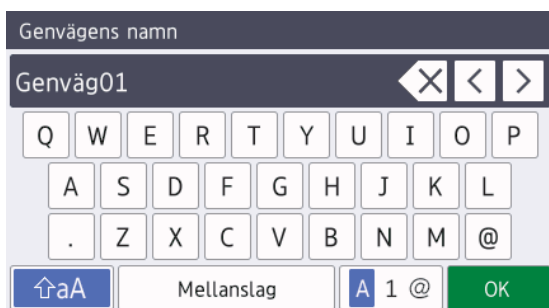 Genvägens namn
Genväg01
Q W E R T Y U I O P
A S D F G H J K L
. Z X C V B N M @
aA Mellanslag A 1 @ OK